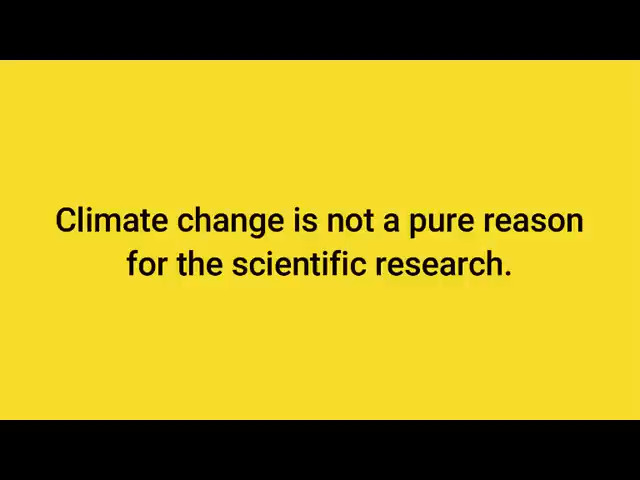 Climate change is not a pure reason
for the scientific research.